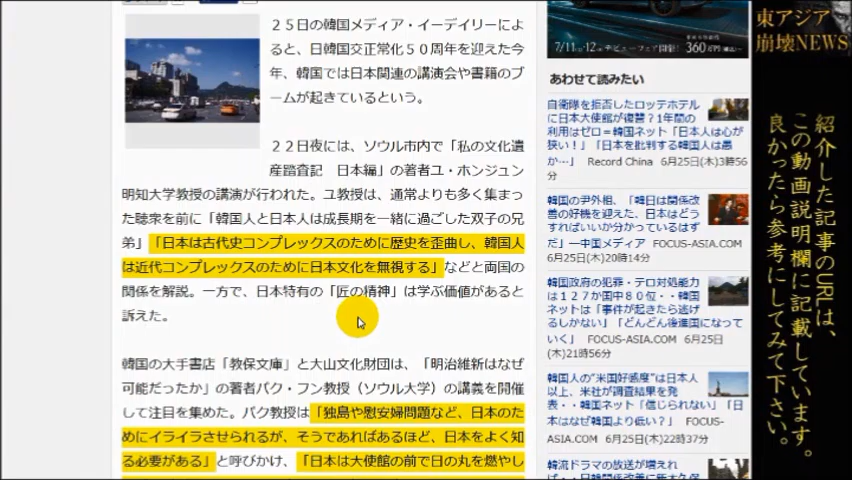 ２５日の韓国メディア・イーデイリーによ
ると、日韓国交正常化５０周年を迎えた今
年、韓国では日本関連の講演会や書籍のブ
ームが起きているという。
２２日夜には、ソウル市内で「私の文化遺
産踏査記　日本編」の著者ユ・ホンジュン
明知大学教授の講演が行われた。ユ教授は、通常よりも多く集まっ
た聴衆を前に「韓国人と日本人は成長期を一緒に過ごした双子の兄
弟」「日本は古代史コンプレックスのために歴史を歪曲し、韓国人
は近代コンプレックスのために日本文化を無視する」などと両国の
関係を解説。一方で、日本特有の「匠の精神」は学ぶ価値があると
訴えた。
韓国の大手書店「教保文庫」と大山文化財団は、「明治維新はなぜ
可能だったか」の著者パク・フン教授（ソウル大学）の講義を開催
して注目を集めた。パク教授は「独島や慰安婦問題など、日本のた
めにイライラさせられるが、そうであればあるほど、日本をよく知
る必要がある」と呼びかけ、「日本は大使館の前で日の丸を燃やし
7/11 12 デビューフェア開催! 360
あわせて読みたい
自衛隊を拒否したロッテホテル
に日本大使館が復讐？1年間の
利用はゼロ＝韓国ネット「日本人は心が
狭い！」「日本を批判する韓国人は愚
か…」 Record China 6月25日(木)3時56
分
韓国の尹外相、「韓日は関係改
善の好機を迎えた、日本はどう
すればいいか分かっているはず
だ」―中国メディア FOCUS-ASIA.COM
6月25日(木)20時14分
韓国政府の犯罪・テロ対処能力
は１２７か国中８０位・・韓国
ネットは「事件が起きたら逃げ
るしかない」「どんどん後進国になって
いく」 FOCUS-ASIA.COM 6月25日
(木)21時56分
韓国人の“米国好感度”は日本人
以上、米社が調査結果を発
表・・韓国ネット「信じられない」「日
本はなぜ韓国より低い？」 FOCUS-
ASIA.COM 6月25日(木)22時37分
韓流ドラマの放送が増えれ
東アジア
崩壊NEWS
紹介した記事のURLは、
この動画説明欄に記載しています。
良かったら参考にしてみて下さい。